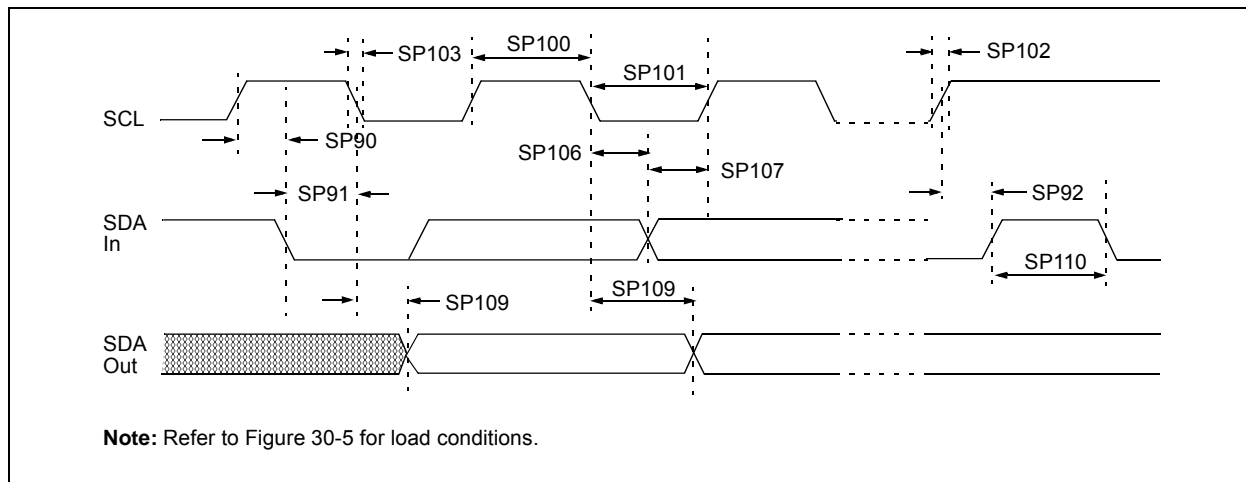 SP103
SP100
SP101
SP102
SCL
SP90
SP106
SP107
SP91
SP92
SDA
In
SP110
SP109
SP109
SDA
Out
Note: Refer to Figure 30-5 for load conditions.